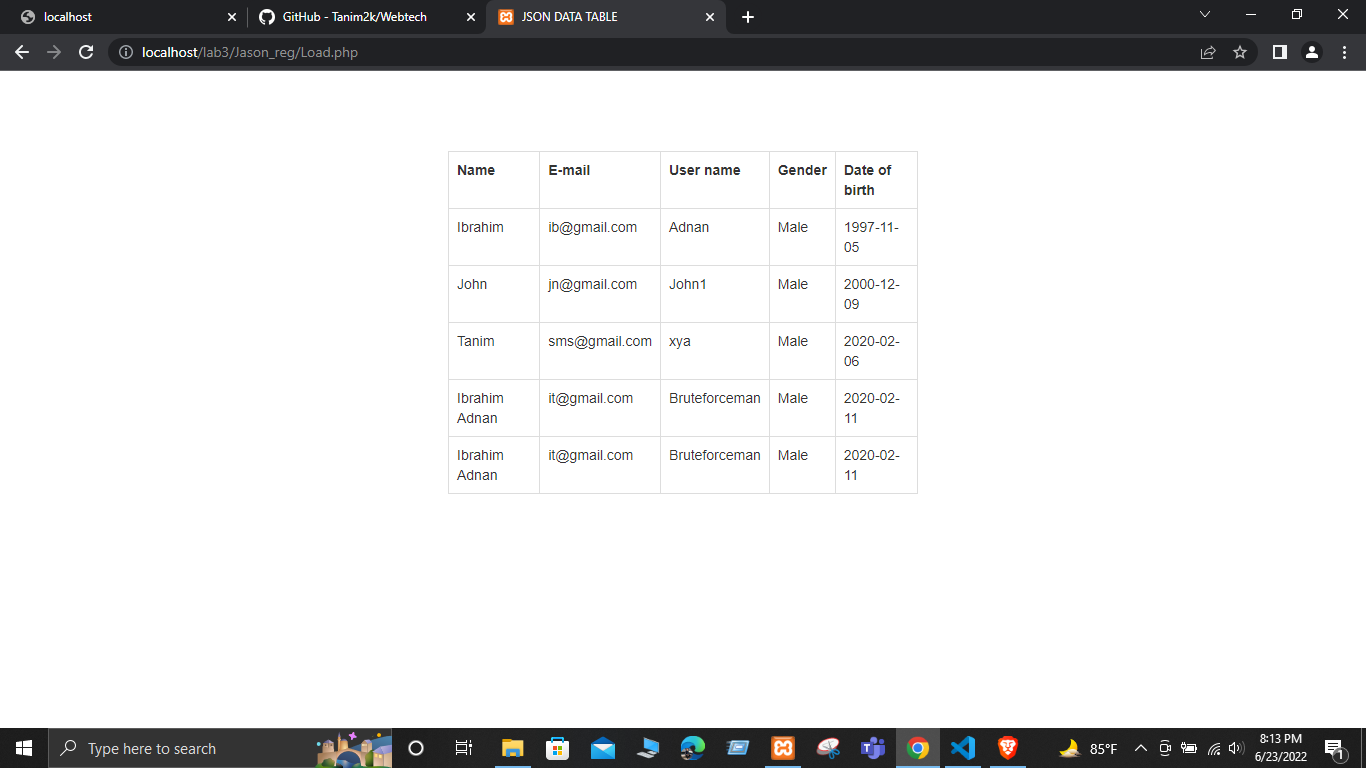 localhost
GitHub - Tanim2k/Webtech
JSON DATA TABLE
localhost/lab3/Jason_reg/Load.php
Name E-mail User name Gender Date of
birth
Ibrahim ib@gmail.com Adnan Male 1997-11-
05
John jn@gmail.com John1 Male 2000-12-
09
Tanim sms@gmail.com xya Male 2020-02-
06
Ibrahim it@gmail.com Bruteforceman Male 2020-02-
Adnan 11
Ibrahim it@gmail.com Bruteforceman Male 2020-02-
Adnan 11
Type here to search
85°F
8:13 PM
6/23/2022
1